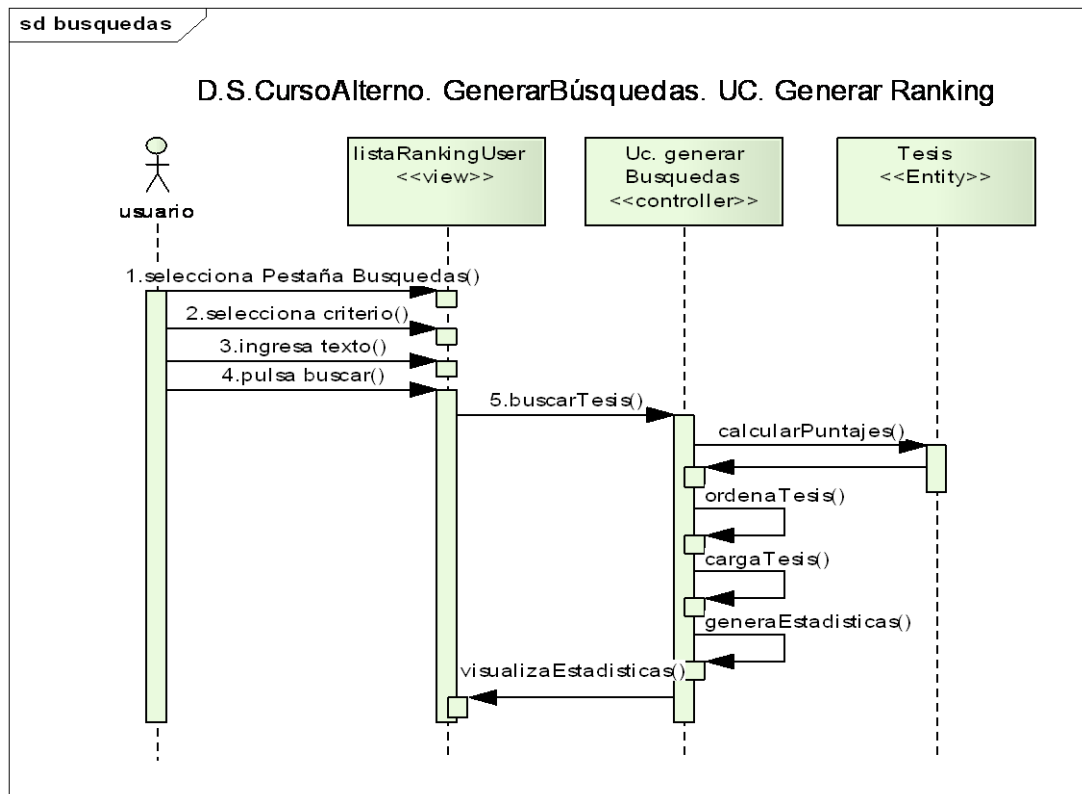 sd busquedas
D.S.CursoAlterno. GenerarBúsquedas. UC. Generar Ranking
usuario
listaRankingUser
<<view>>
Uc. generar
Busquedas
<<controller>>
Tesis
<<Entity>>
1.selecciona Pestaña Busquedas()
2.selecciona criterio()
3.ingresa texto()
4.pulsa buscar()
5.buscarTesis()
calcularPuntajes()
ordenaTesis()
cargaTesis()
generaEstadisticas()
visualizaEstadisticas()